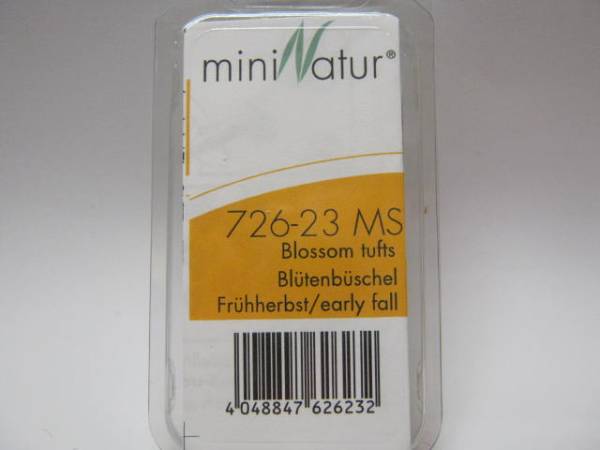 miniNatur®
726-23 MS
Blossom tufts
Blütenbüschel
Frühherbst/early fall
4 048847 626232